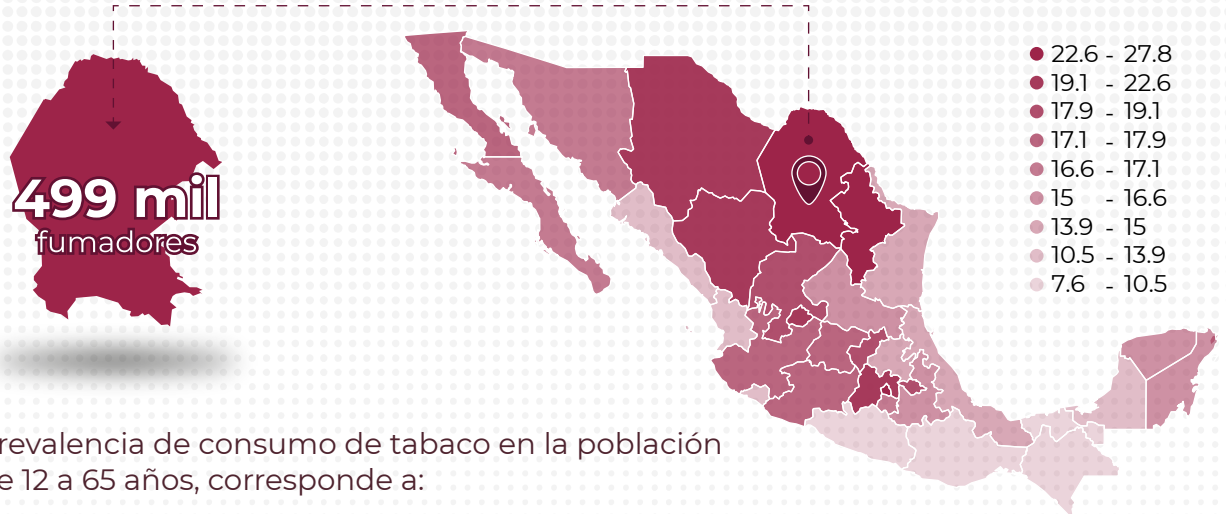 499 mil
fumadores
22.6 - 27.8
19.1 - 22.6
17.9 - 19.1
17.1 - 17.9
16.6 - 17.1
15 - 16.6
13.9 - 15
10.5 - 13.9
7.6 - 10.5
revalencia de consumo de tabaco en la población
e 12 a 65 años, corresponde a: